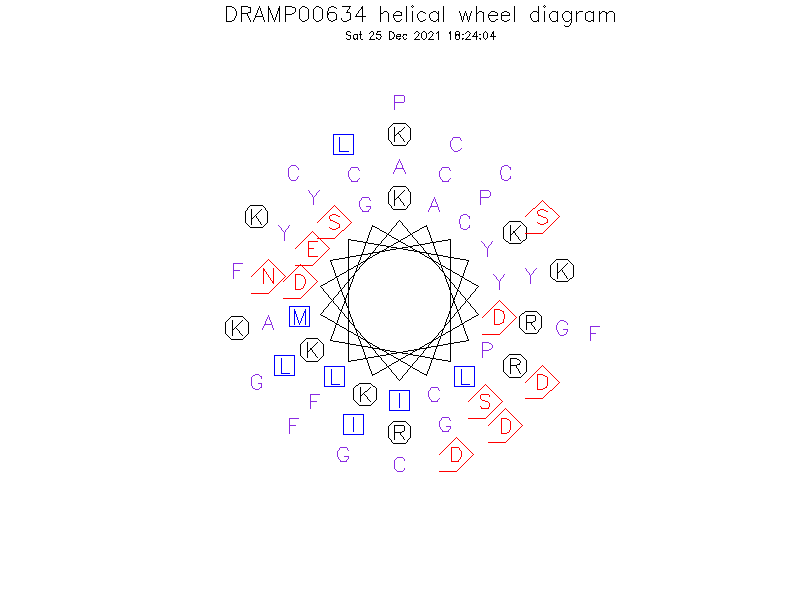 DRAMP00634 helical wheel diagram
Sat 25 Dec 2021 18:24:04
P
K
L C
C C A C C
Y K P
G A
K S S
Y C K
E Y
F N D Y Y K
K A M D R G F
K P
G L L L R D
F K I C S
F I R G D
G C D